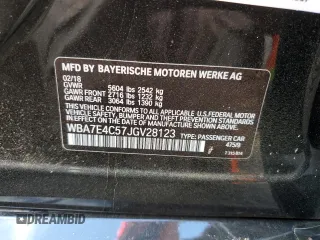 MFD BY BAYERISCHE MOTOREN WERKE AG
02/18
GVWR 5604 lbs 2542 kg
GAWR FRONT 2716 lbs 1232 kg
GAWR REAR 3064 lbs 1390 kg
THIS VEHICLE CONFORMS TO ALL APPLICABLE
U.S. FEDERAL MOTOR VEHICLE SAFETY, BUMPER,
AND THEFT PREVENTION STANDARDS IN EFFECT ON
THE DATE OF MANUFACTURE SHOWN ABOVE.
WBA7E4C57JGV28123
TYPE: PASSENGER CAR
475/9
DREAMBID